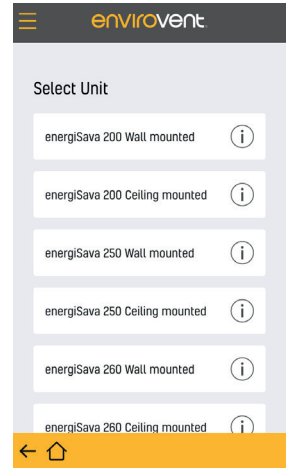 envirovent
Select Unit
energiSava 200 Wall mounted
energiSava 200 Ceiling mounted
energiSava 250 Wall mounted
energiSava 250 Ceiling mounted
energiSava 260 Wall mounted
energiSava 260 Ceiling mounted